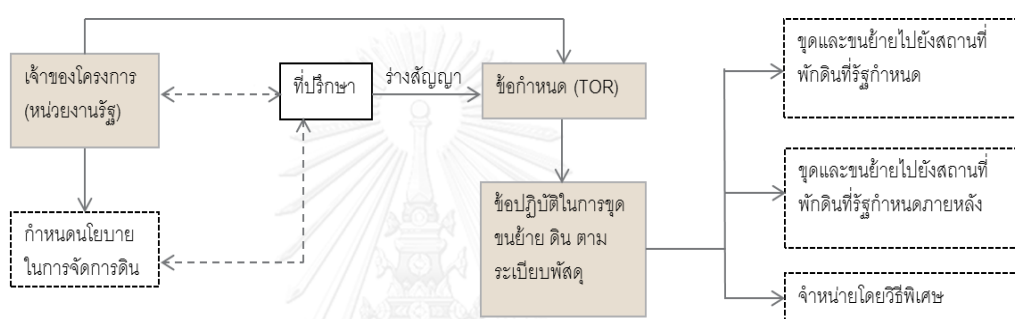 เจ้าของโครงการ
(หน่วยงานรัฐ)
ที่ปรึกษา
ร่างสัญญา
ข้อกำหนด (TOR)
กำหนดนโยบาย
ในการจัดการดิน
ข้อปฏิบัติในการขุด
ขนย้าย ดิน ตาม
ระเบียบพัสดุ
ขุดและขนย้ายไปยังสถานที่
พักดินที่รัฐกำหนด
ขุดและขนย้ายไปยังสถานที่
พักดินที่รัฐกำหนดภายหลัง
จำหน่ายโดยวิธีพิเศษ